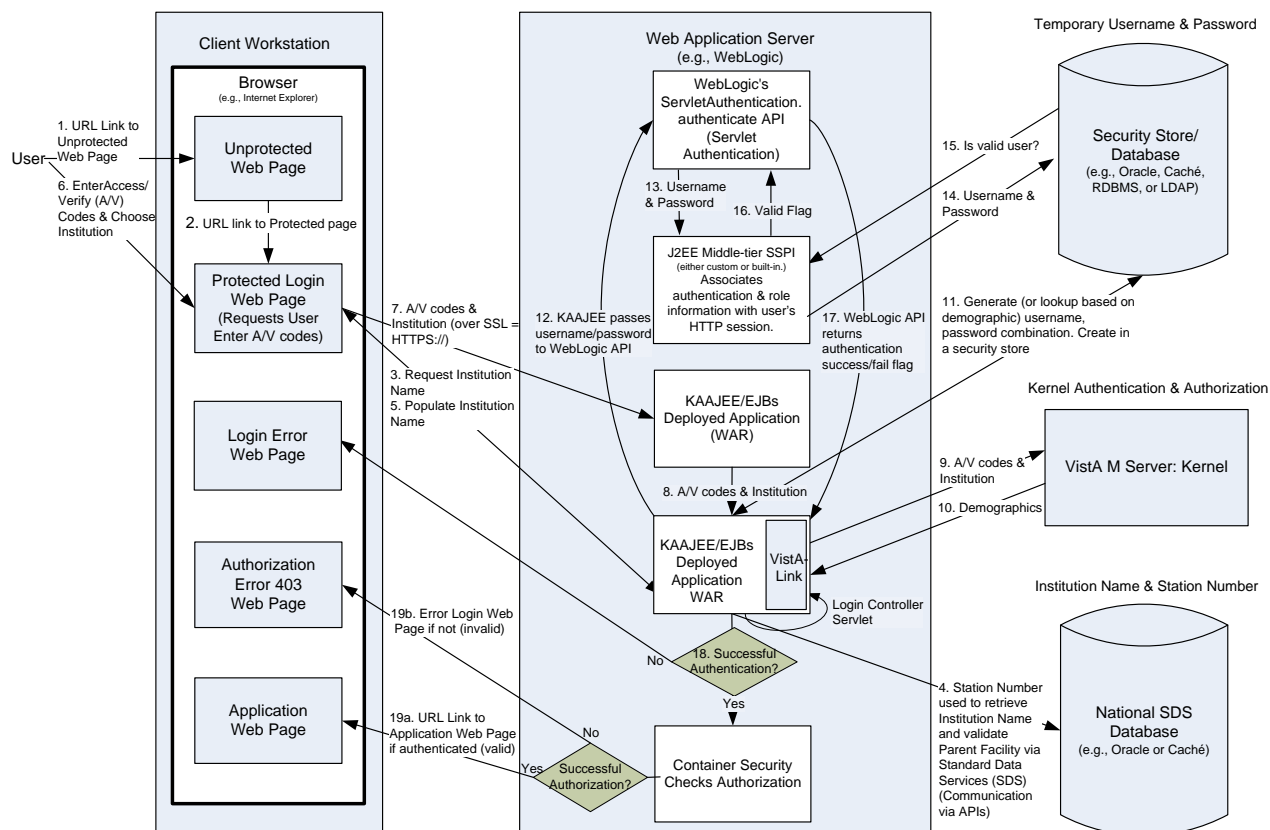 Client Workstation
Browser
(e.g., Internet Explorer)
User
1. URL Link to
Unprotected
Web Page
6. EnterAccess/
Verify (A/V)
Codes & Choose
Institution
Unprotected
Web Page
2. URL link to Protected page
Protected Login
Web Page
(Requests User
Enter A/V codes)
Login Error
Web Page
Authorization
Error 403
Web Page
Application
Web Page
7. A/V codes &
Institution (over SSL =
HTTPS://)
3. Request Institution
Name
5. Populate Institution
Name
19b. Error Login Web
Page if not (invalid)
19a. URL Link to
Application Web Page
if authenticated (valid)
Web Application Server
(e.g., WebLogic)
WebLogic's
ServletAuthentication.
authenticate API
(Servlet
Authentication)
13. Username
& Password
16. Valid Flag
J2EE Middle-tier SSPI
(either custom or built-in.)
Associates
authentication & role
information with user's
HTTP session.
12. KAAJEE passes
username/password
to WebLogic API
17. WebLogic API
returns
authentication
success/fail flag
KAAJEE/EJBs
Deployed Application
(WAR)
8. A/V codes & Institution
KAAJEE/EJBs
Deployed
Application
WAR
VistA-
Link
Login Controller
Servlet
18. Successful
Authentication?
No
Yes
Container Security
Checks Authorization
Successful
Authorization?
No
Yes
Temporary Username & Password
Security Store/
Database
(e.g., Oracle, Caché,
RDBMS, or LDAP)
15. Is valid user?
14. Username &
Password
11. Generate (or lookup based on
demographic) username,
password combination. Create in
a security store
Kernel Authentication & Authorization
VistA M Server: Kernel
9. A/V codes &
Institution
10. Demographics
Institution Name & Station Number
National SDS
Database
(e.g., Oracle or Caché)
4. Station Number
used to retrieve
Institution Name
and validate
Parent Facility via
Standard Data
Services (SDS)
(Communication
via APIs)